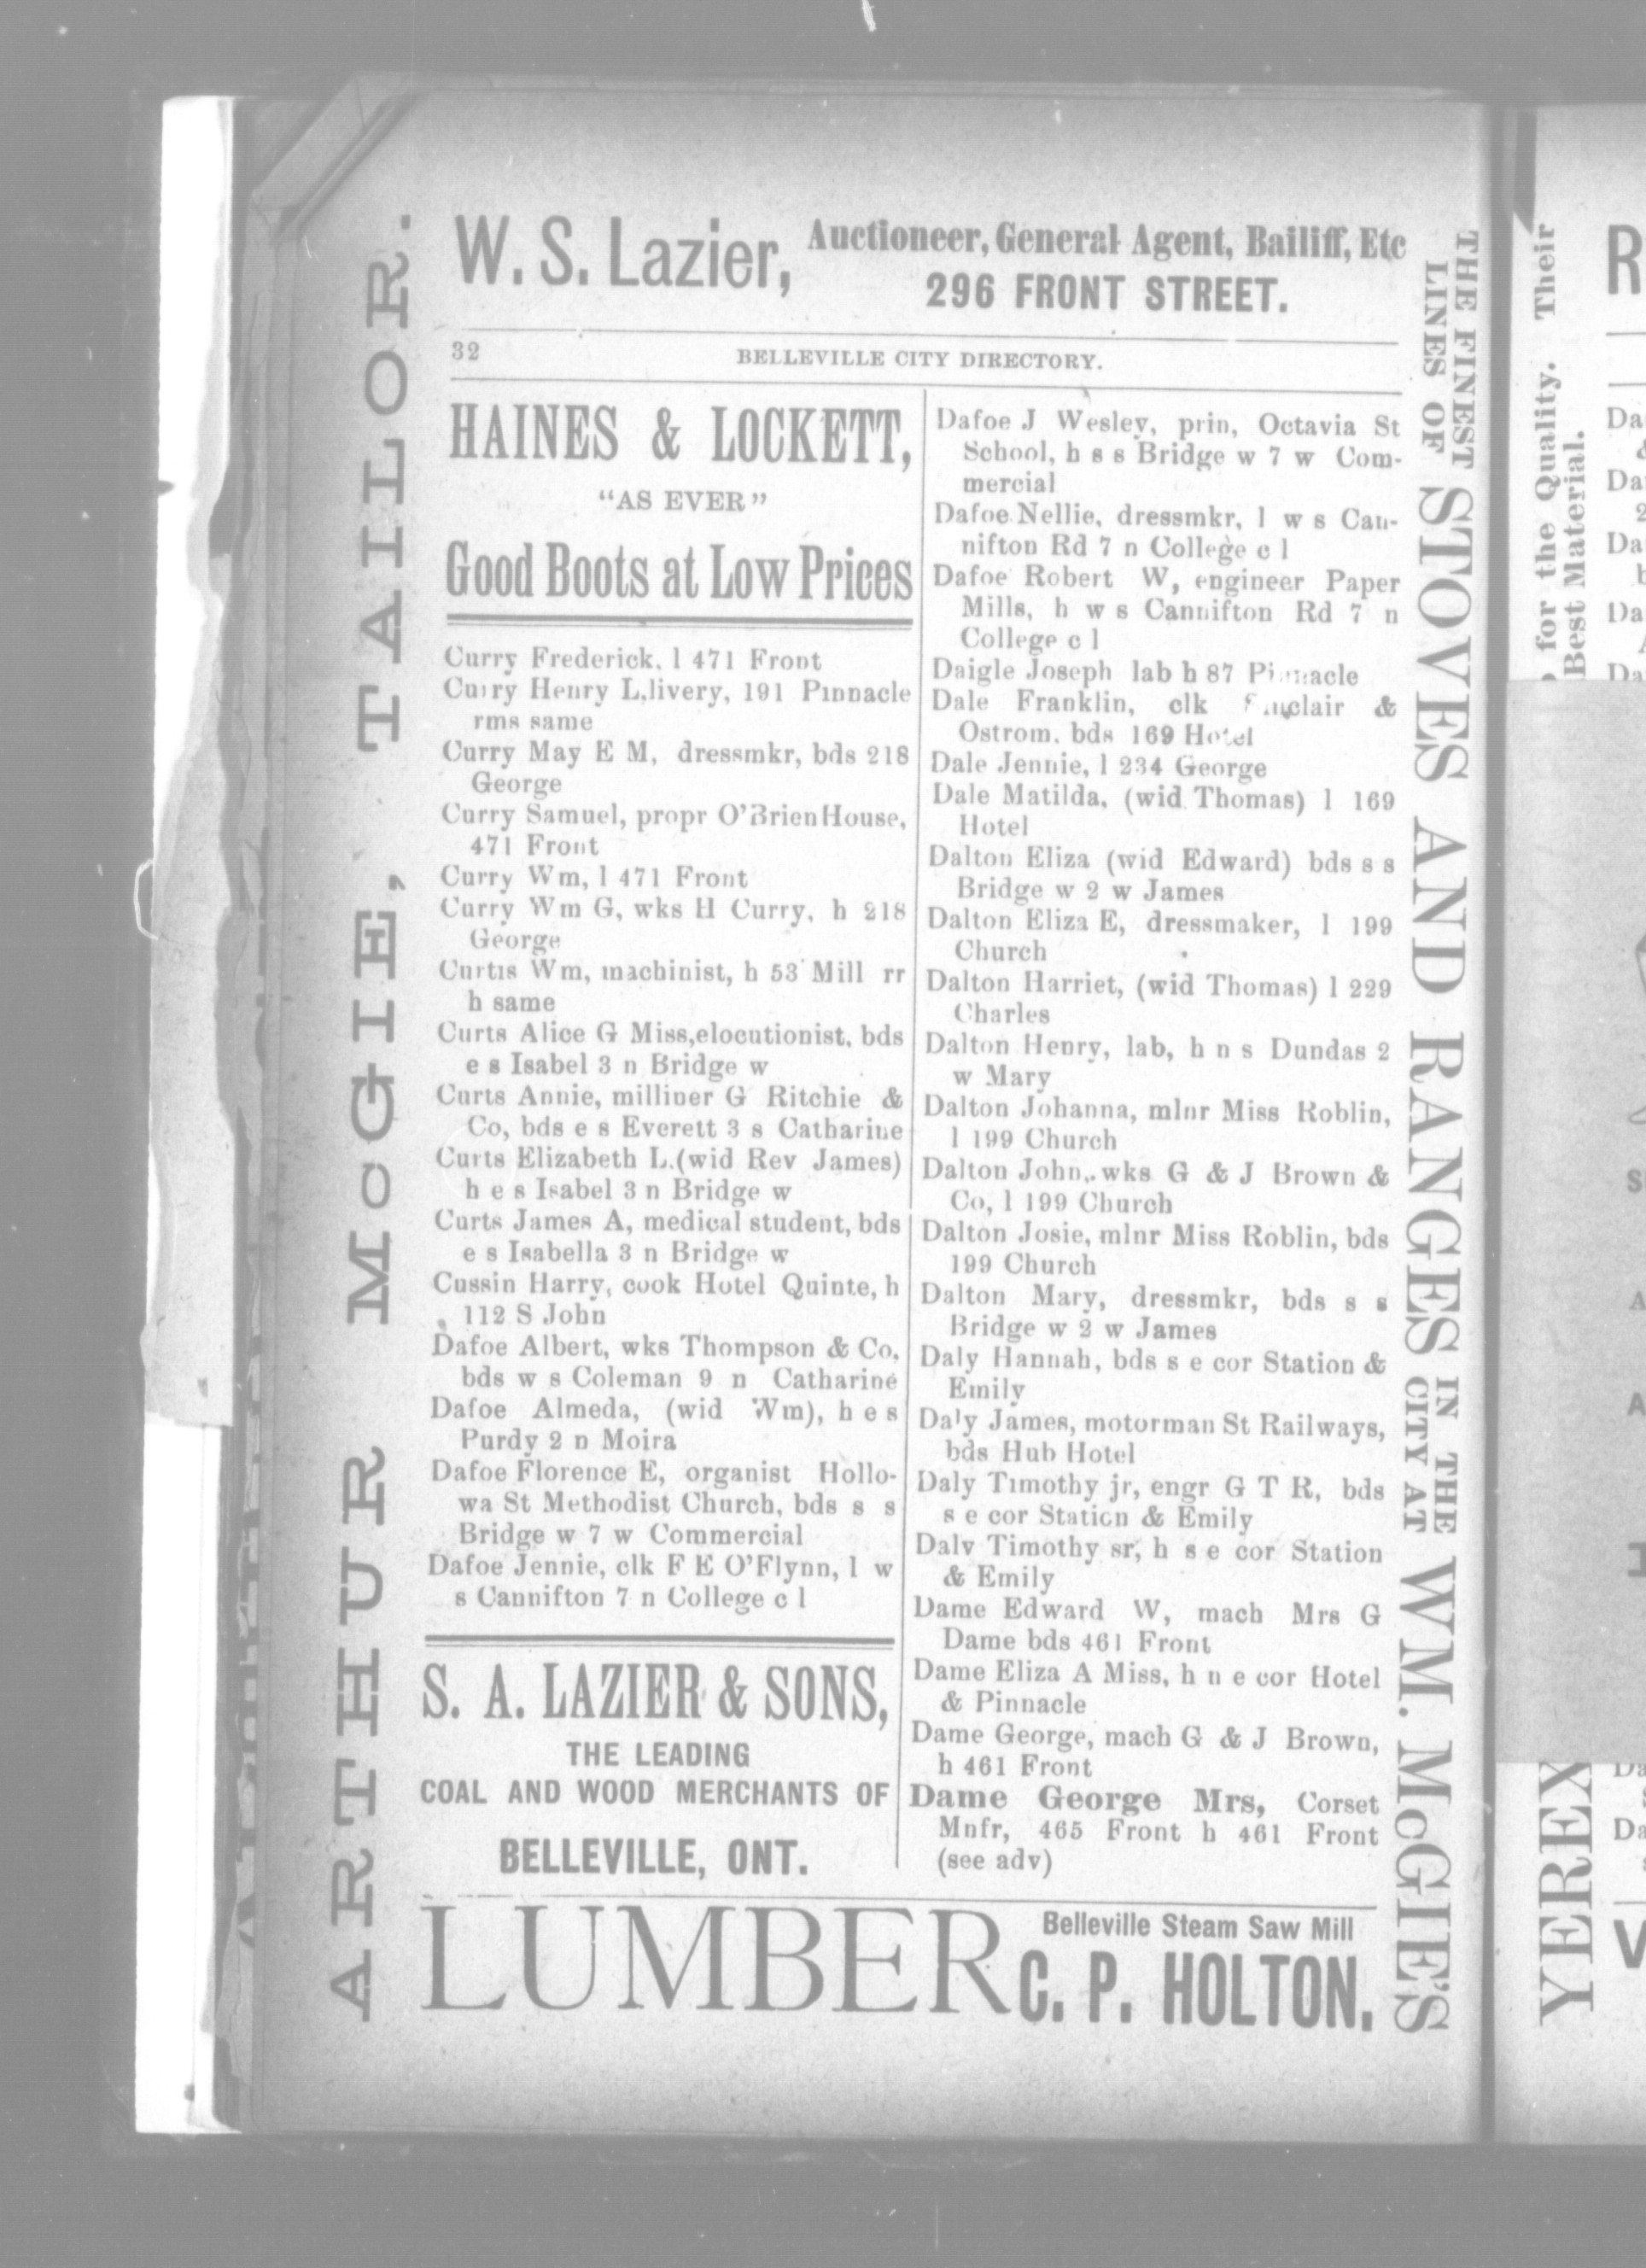 W. S. Lazier, Auctioneer, General Agent, Bailiff, Etc
296 FRONT STREET.
32
BELLEVILLE CITY DIRECTORY.
ARTHUR McGIE, TAILOR.
HAINES & LOCKETT,
"AS EVER"
Good Boots at Low Prices
Curry Frederick, l 471 Front
Curry Henry L, livery, 191 Pinnacle
rms same
Curry May E M, dressmkr, bds 218
George
Curry Samuel, propr O'Brien House,
471 Front
Curry Wm, l 471 Front
Curry Wm G, wks H Curry, h 218
George
Curtis Wm, machinist, h 53 Mill rr
h same
Curts Alice G Miss, elocutionist, bds
e s Isabel 3 n Bridge w
Curts Annie, milliner G Ritchie &
Co, bds e s Everett 3 s Catharine
Curts Elizabeth L. (wid Rev James)
h e s Isabel 3 n Bridge w
Curts James A, medical student, bds
e s Isabella 3 n Bridge w
Cussin Harry, cook Hotel Quinte, h
112 S John
Dafoe Albert, wks Thompson & Co,
bds w s Coleman 9 n Catharine
Dafoe Almeda, (wid Wm), h e s
Purdy 2 n Moira
Dafoe Florence E, organist Hollo-
wa St Methodist Church, bds s s
Bridge w 7 w Commercial
Dafoe Jennie, clk F E O'Flynn, l w
s Cannifton 7 n College c l
S. A. LAZIER & SONS,
THE LEADING
COAL AND WOOD MERCHANTS OF
BELLEVILLE, ONT.
Dafoe J Wesley, prin, Octavia St
School, h s s Bridge w 7 w Com-
mercial
Dafoe Nellie, dressmkr, l w s Can-
nifton Rd 7 n College c l
Dafoe Robert W, engineer Paper
Mills, h w s Cannifton Rd 7 n
College c l
Daigle Joseph lab h 87 Pinnacle
Dale Franklin, clk Sinclair &
Ostrom, bds 169 Hotel
Dale Jennie, l 234 George
Dale Matilda, (wid Thomas) l 169
Hotel
Dalton Eliza (wid Edward) bds s s
Bridge w 2 w James
Dalton Eliza E, dressmaker, l 199
Church
Dalton Harriet, (wid Thomas) l 229
Charles
Dalton Henry, lab, h n s Dundas 2
w Mary
Dalton Johanna, mlnr Miss Roblin,
l 199 Church
Dalton John, wks G & J Brown &
Co, l 199 Church
Dalton Josie, mlnr Miss Roblin, bds
199 Church
Dalton Mary, dressmkr, bds s s
Bridge w 2 w James
Daly Hannah, bds s e cor Station &
Emily
Daly James, motorman St Railways,
bds Hub Hotel
Daly Timothy jr, engr G T R, bds
s e cor Station & Emily
Daly Timothy sr, h s e cor Station
& Emily
Dame Edward W, mach Mrs G
Dame bds 461 Front
Dame Eliza A Miss, h n e cor Hotel
& Pinnacle
Dame George, mach G & J Brown,
h 461 Front
Dame George Mrs, Corset
Mnfr, 465 Front h 461 Front
(see adv)
THE FINEST
LINES OF
STOVES AND RANGES
IN THE
CITY AT
WM. McGIE'S
LUMBER
Belleville Steam Saw Mill
C. P. HOLTON.
for the Quality. Their
Best Material.
YEREX